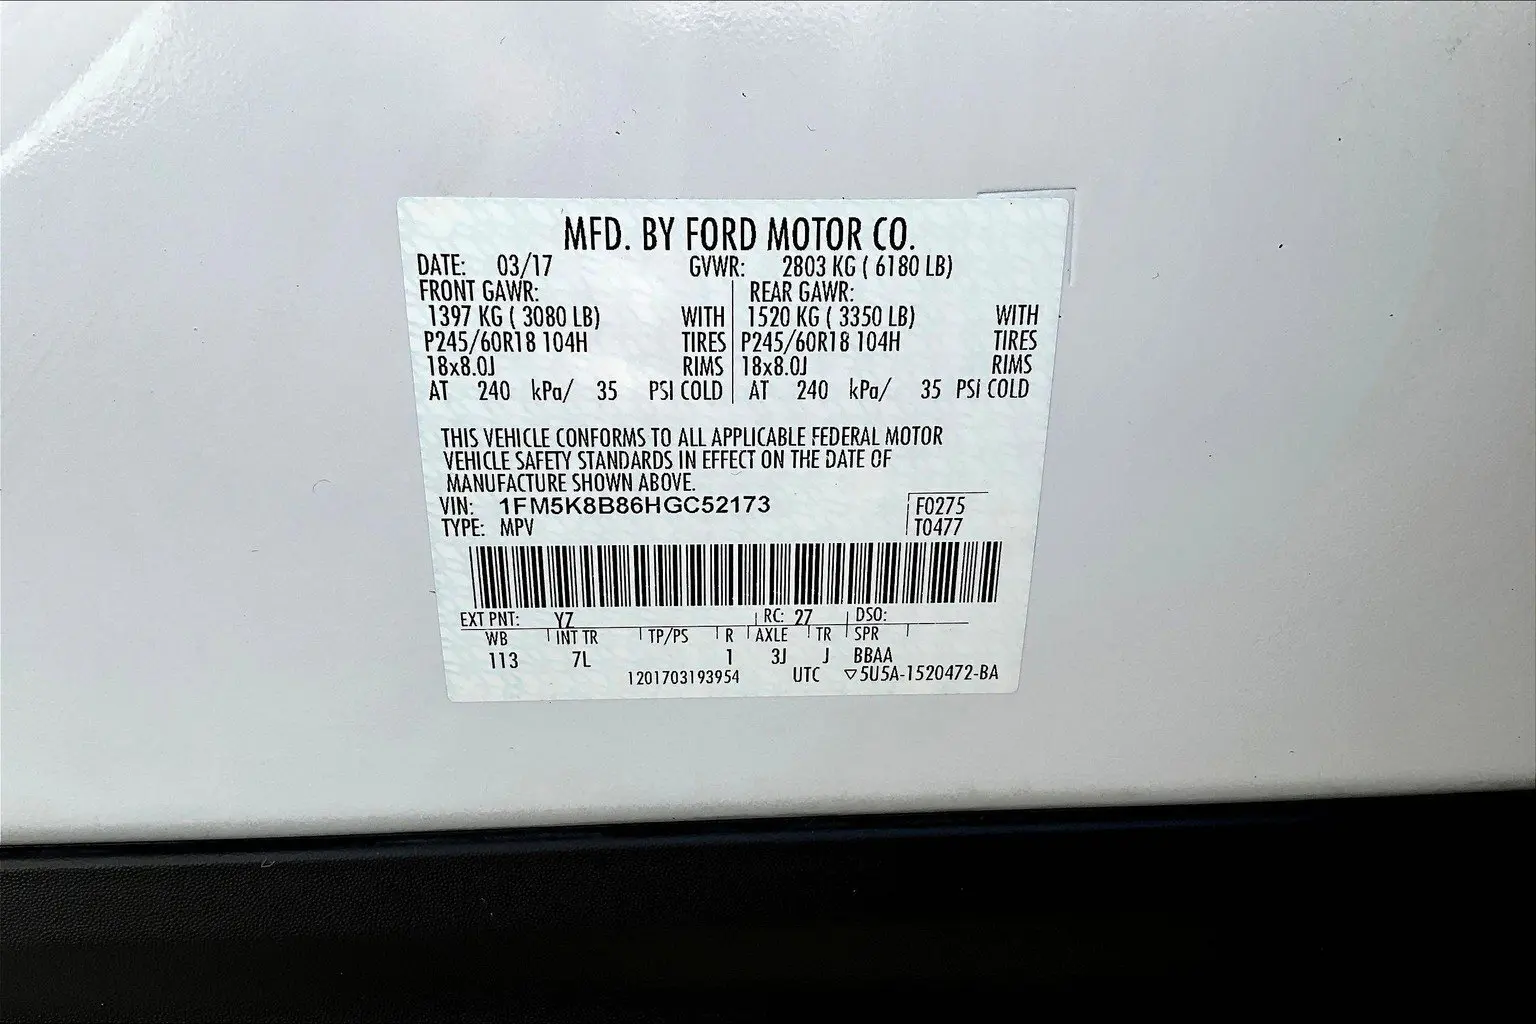 MFD. BY FORD MOTOR CO.
DATE: 03/17 GVWR: 2803 KG ( 6180 LB)
FRONT GAWR: REAR GAWR:
1397 KG ( 3080 LB) WITH 1520 KG ( 3350 LB) WITH
P245/60R18 104H TIRES P245/60R18 104H TIRES
18x8.0J RIMS 18x8.0J RIMS
AT 240 kPa/ 35 PSI COLD AT 240 kPa/ 35 PSI COLD
THIS VEHICLE CONFORMS TO ALL APPLICABLE FEDERAL MOTOR
VEHICLE SAFETY STANDARDS IN EFFECT ON THE DATE OF
MANUFACTURE SHOWN ABOVE.
VIN: 1FM5K8B86HGC52173 F0275
TYPE: MPV T0477
EXT PNT: YZ RC: 27 DSO:
WB INT TR TP/PS R AXLE TR SPR
113 7L 1 3J J BBAA
1201703193954 UTC ▽5U5A-1520472-BA